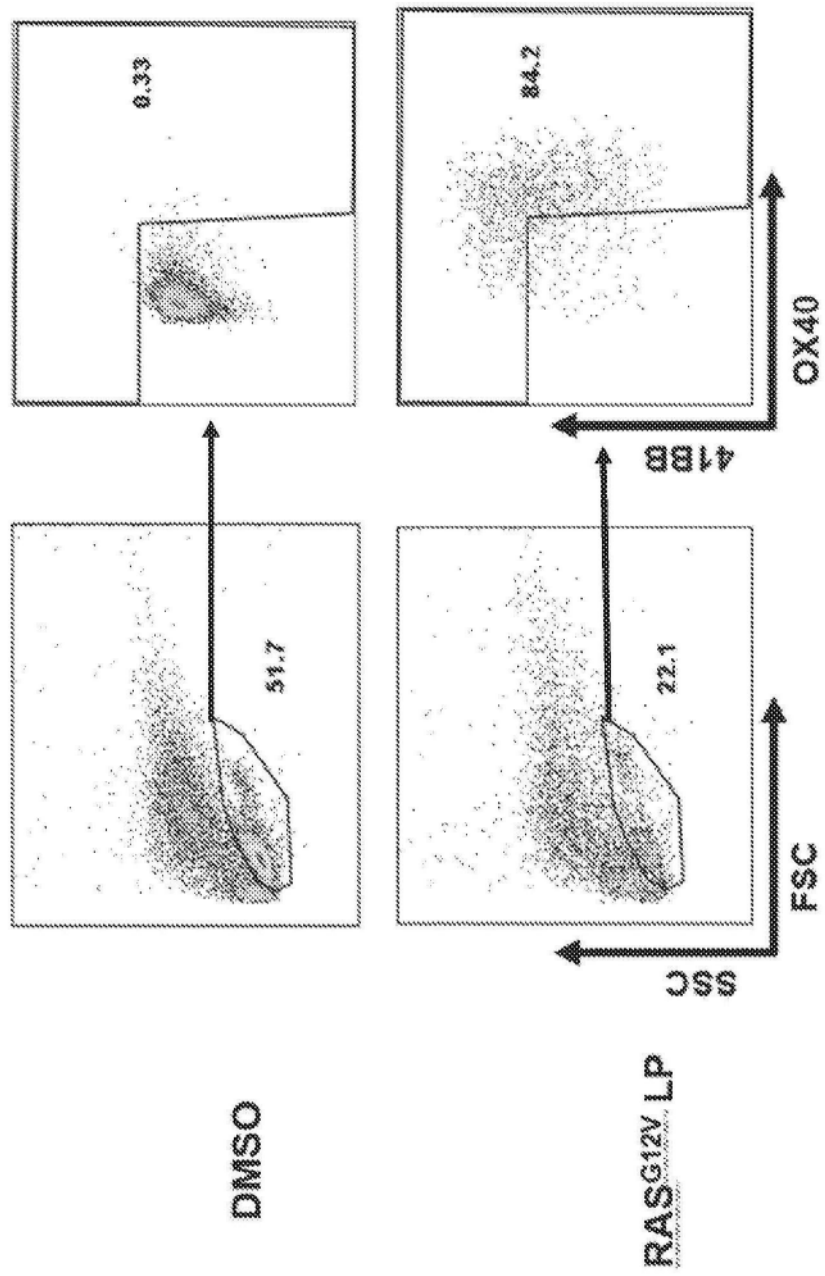 DMSO
51.7
0.33
RAS^G12V LP
22.1
84.2
SSC
FSC
41BB
OX40